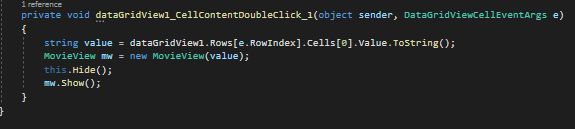 1 reference
private void dataGridView1_CellContentDoubleClick_1(object sender, DataGridViewCellEventArgs e)
{
string value = dataGridView1.Rows[e.RowIndex].Cells[0].Value.ToString();
MovieView mw = new MovieView(value);
this.Hide();
mw.Show();
}
}